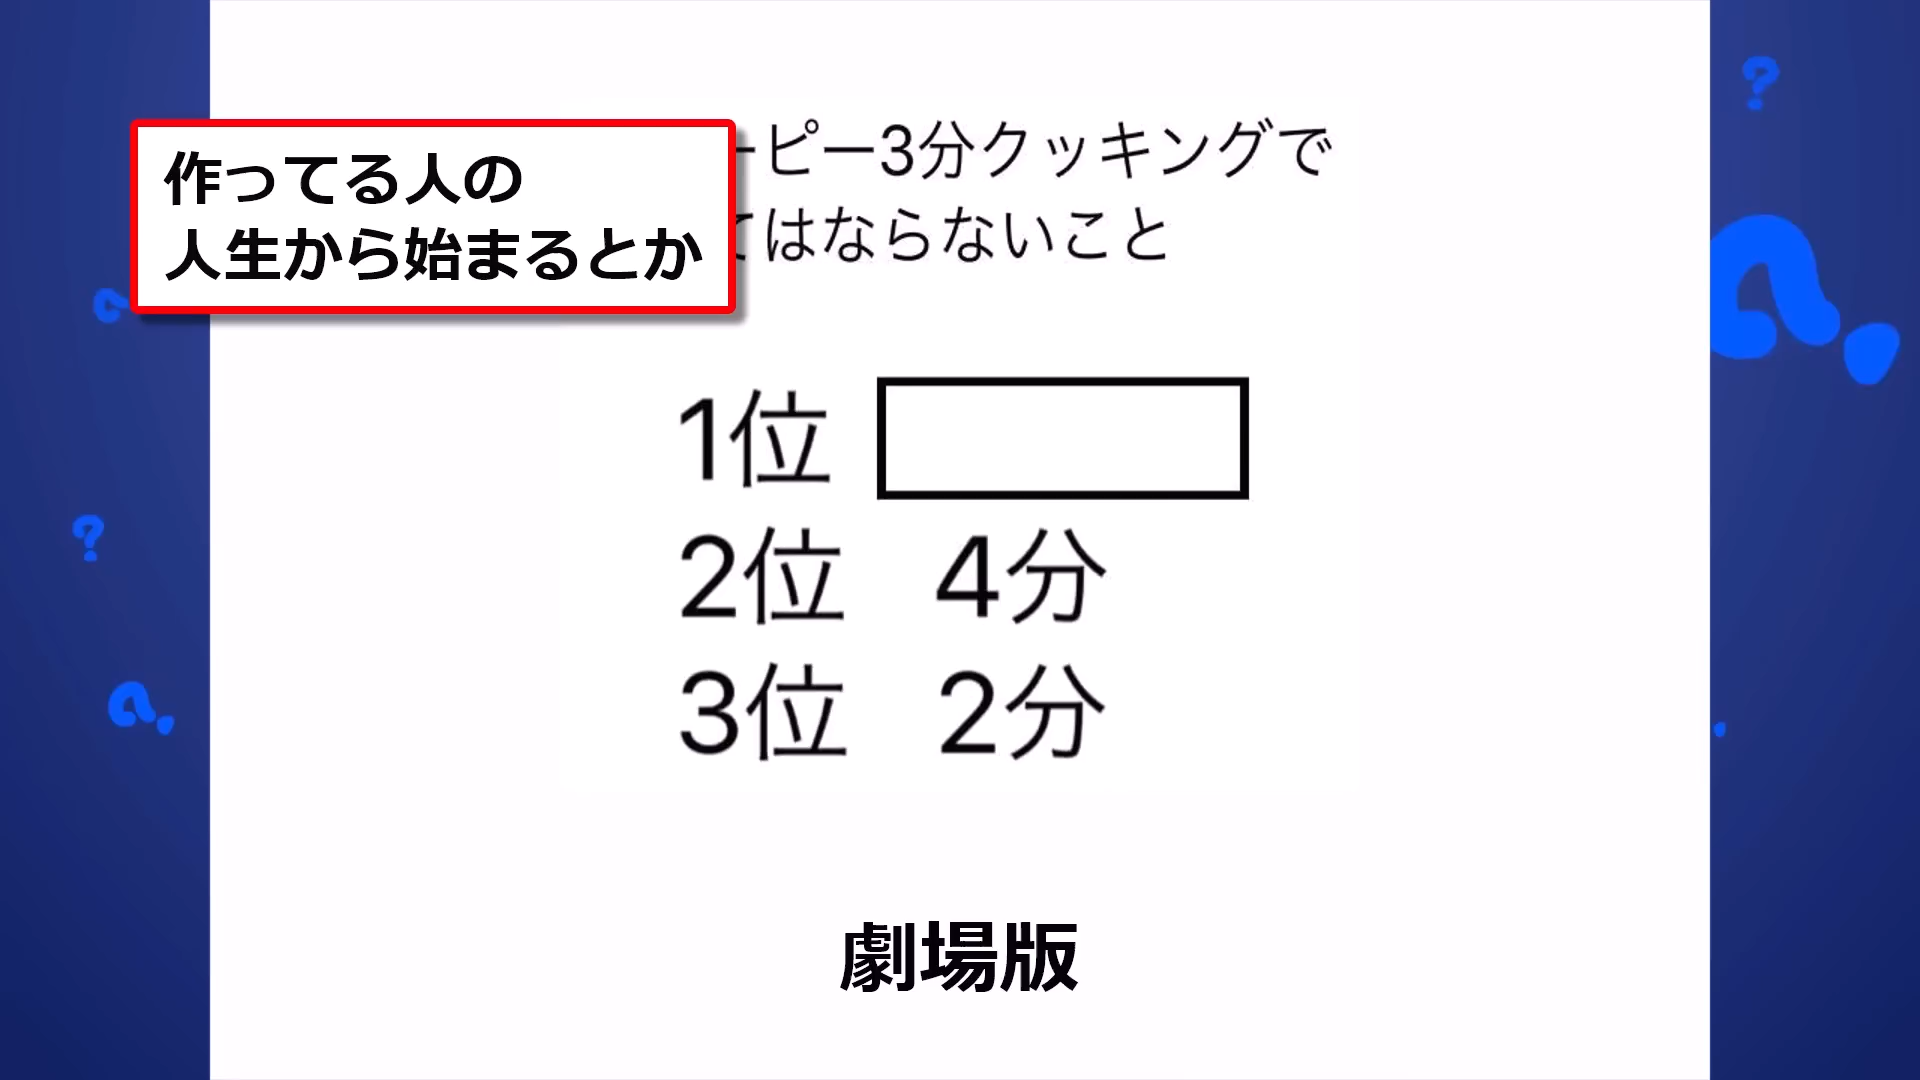 作ってる人の
人生から始まるとか
ーピー3分クッキングで
てはならないこと
1位
2位 4分
3位 2分
劇場版